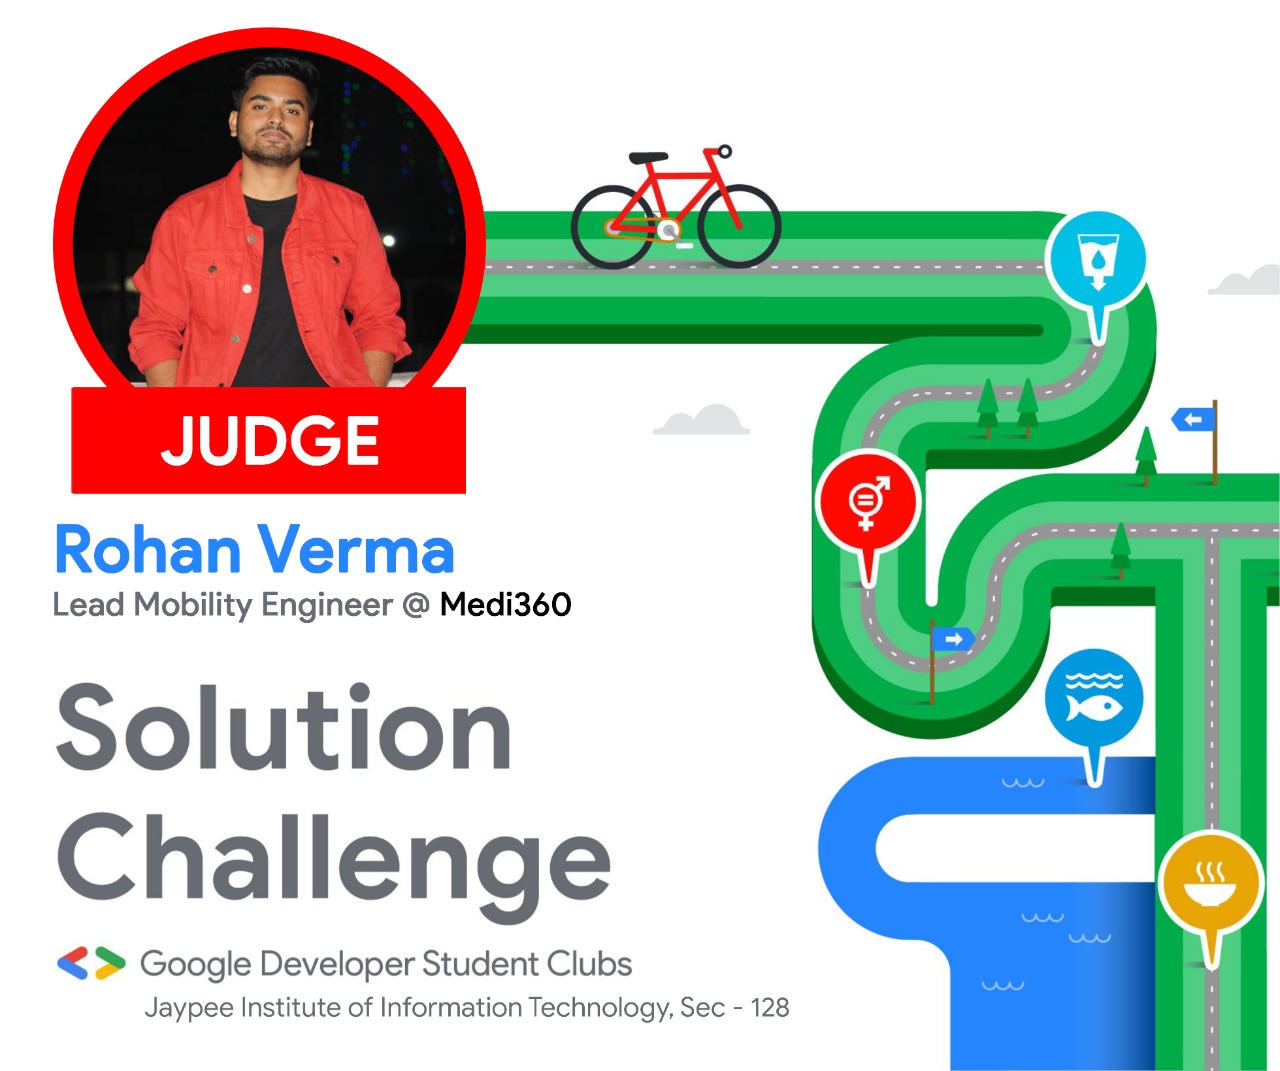 JUDGE
Rohan Verma
Lead Mobility Engineer @ Medi360
Solution
Challenge
Google Developer Student Clubs
Jaypee Institute of Information Technology, Sec - 128